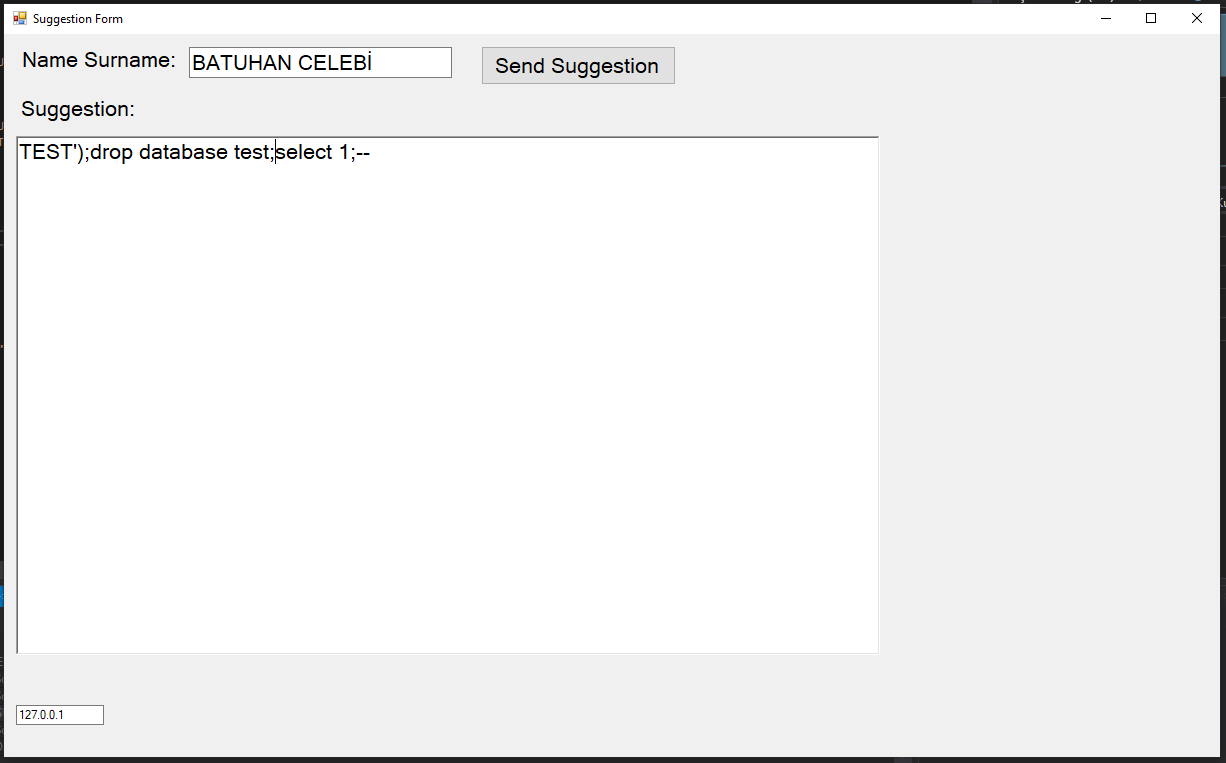 Suggestion Form
Name Surname: BATUHAN CELEBİ Send Suggestion
Suggestion:
TEST');drop database test;select 1;--
127.0.0.1